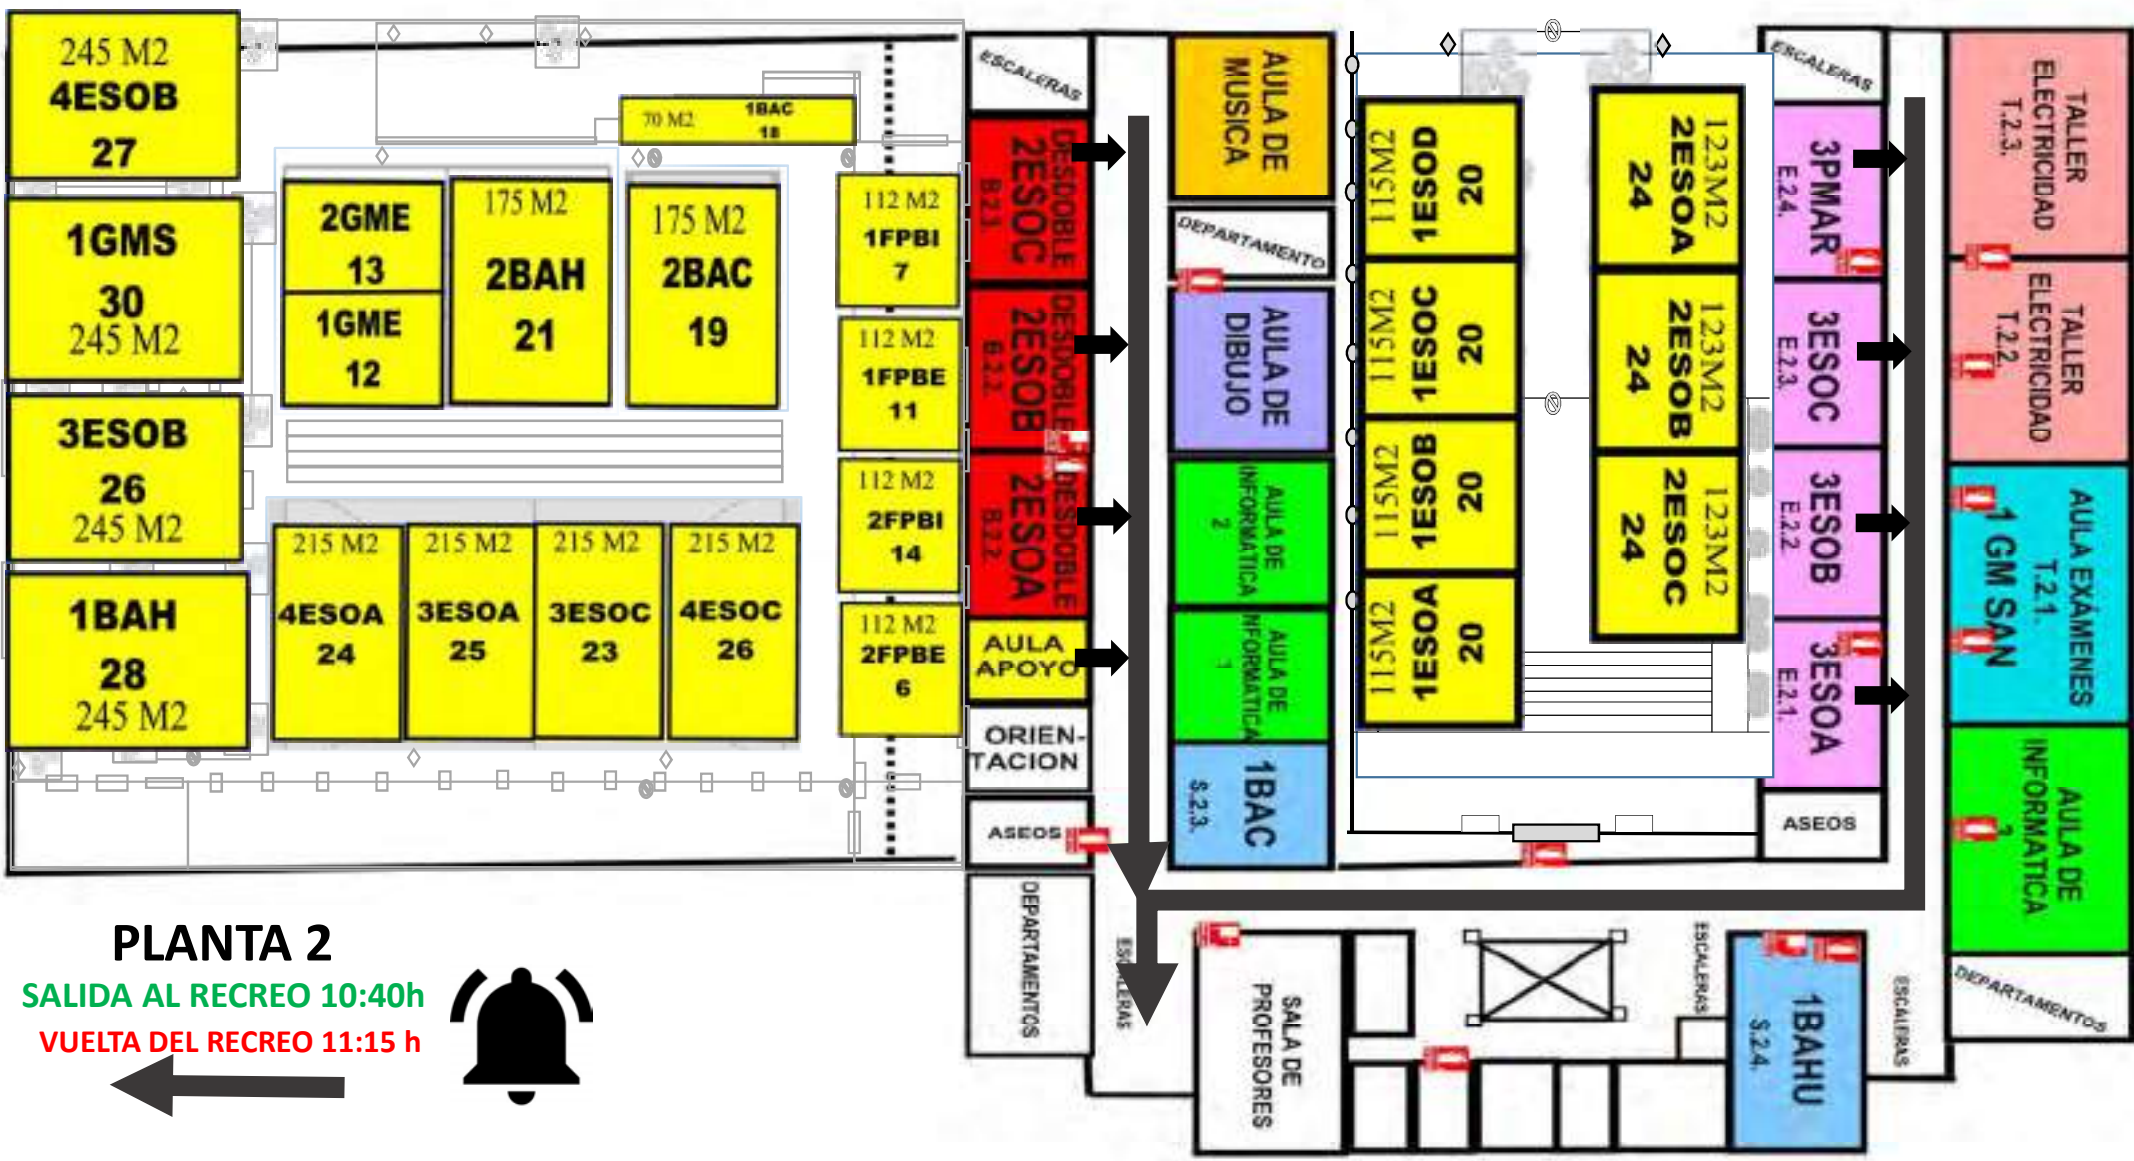 245 M2
4ESOB
27
1GMS
30
245 M2
3ESOB
26
245 M2
1BAH
28
245 M2
70 M2
1BAC
18
2GME
13
1GME
12
175 M2
2BAH
21
175 M2
2BAC
19
215 M2
4ESOA
24
215 M2
3ESOA
25
215 M2
3ESOC
23
215 M2
4ESOC
26
112 M2
1FPBI
7
112 M2
1FPBE
11
112 M2
2FPBI
14
112 M2
2FPBE
6
ESCALERAS
DESDOBLE
2ESOC
B.2.3.
DESDOBLE
2ESOB
B.2.2.
DESDOBLE
2ESOA
B.2.2
AULA
APOYO
ORIEN-
TACION
ASEOS
DEPARTAMENTOS
ESCALERAS
AULA DE
MUSICA
DEPARTAMENTO
AULA DE
DIBUJO
AULA DE
INFORMATICA
2
AULA DE
INFORMATICA
1
1BAC
S.2.3.
20
1ESOD
115M2
20
1ESOC
115M2
20
1ESOB
115M2
20
1ESOA
115M2
123M2
2ESOA
24
123M2
2ESOB
24
123M2
2ESOC
24
ESCALERAS
3PMAR
E.2.4.
3ESOC
E.2.3.
3ESOB
E.2.2
3ESOA
E.2.1.
ASEOS
TALLER
ELECTRICIDAD
T.2.3.
TALLER
ELECTRICIDAD
T.2.2.
AULA EXÁMENES
T.2.1.
1 GM SAN
AULA DE
INFORMATICA
3
DEPARTAMENTOS
SALA DE
PROFESORES
ESCALERAS
1BAHU
S.2.4.
ESCALERAS
PLANTA 2
SALIDA AL RECREO 10:40h
VUELTA DEL RECREO 11:15 h